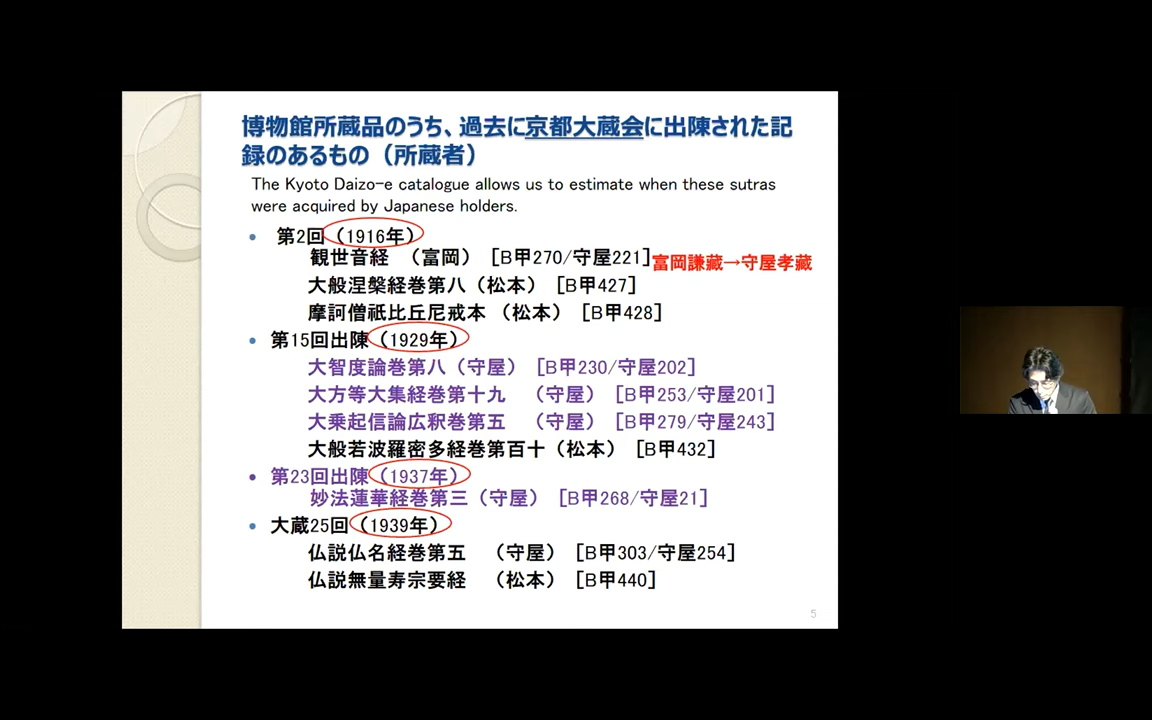 博物館所蔵品のうち、過去に京都大蔵会に出陳された記
録のあるもの（所蔵者）
The Kyoto Daizo-e catalogue allows us to estimate when these sutras
were acquired by Japanese holders.
• 第2回（1916年）
観世音経 （富岡）［B甲270/守屋221］富岡謙藏→守屋孝藏
大般涅槃経巻第八（松本）［B甲427］
摩訶僧祇比丘尼戒本 （松本）［B甲428］
• 第15回出陳（1929年）
大智度論巻第八（守屋）［B甲230/守屋202］
大方等大集経巻第十九 （守屋）［B甲253/守屋201］
大乗起信論広釈巻第五 （守屋）［B甲279/守屋243］
大般若波羅密多経巻第百十（松本）［B甲432］
• 第23回出陳（1937年）
妙法蓮華経巻第三（守屋）［B甲268/守屋21］
• 大蔵25回（1939年）
仏説仏名経巻第五 （守屋）［B甲303/守屋254］
仏説無量寿宗要経 （松本）［B甲440］
5